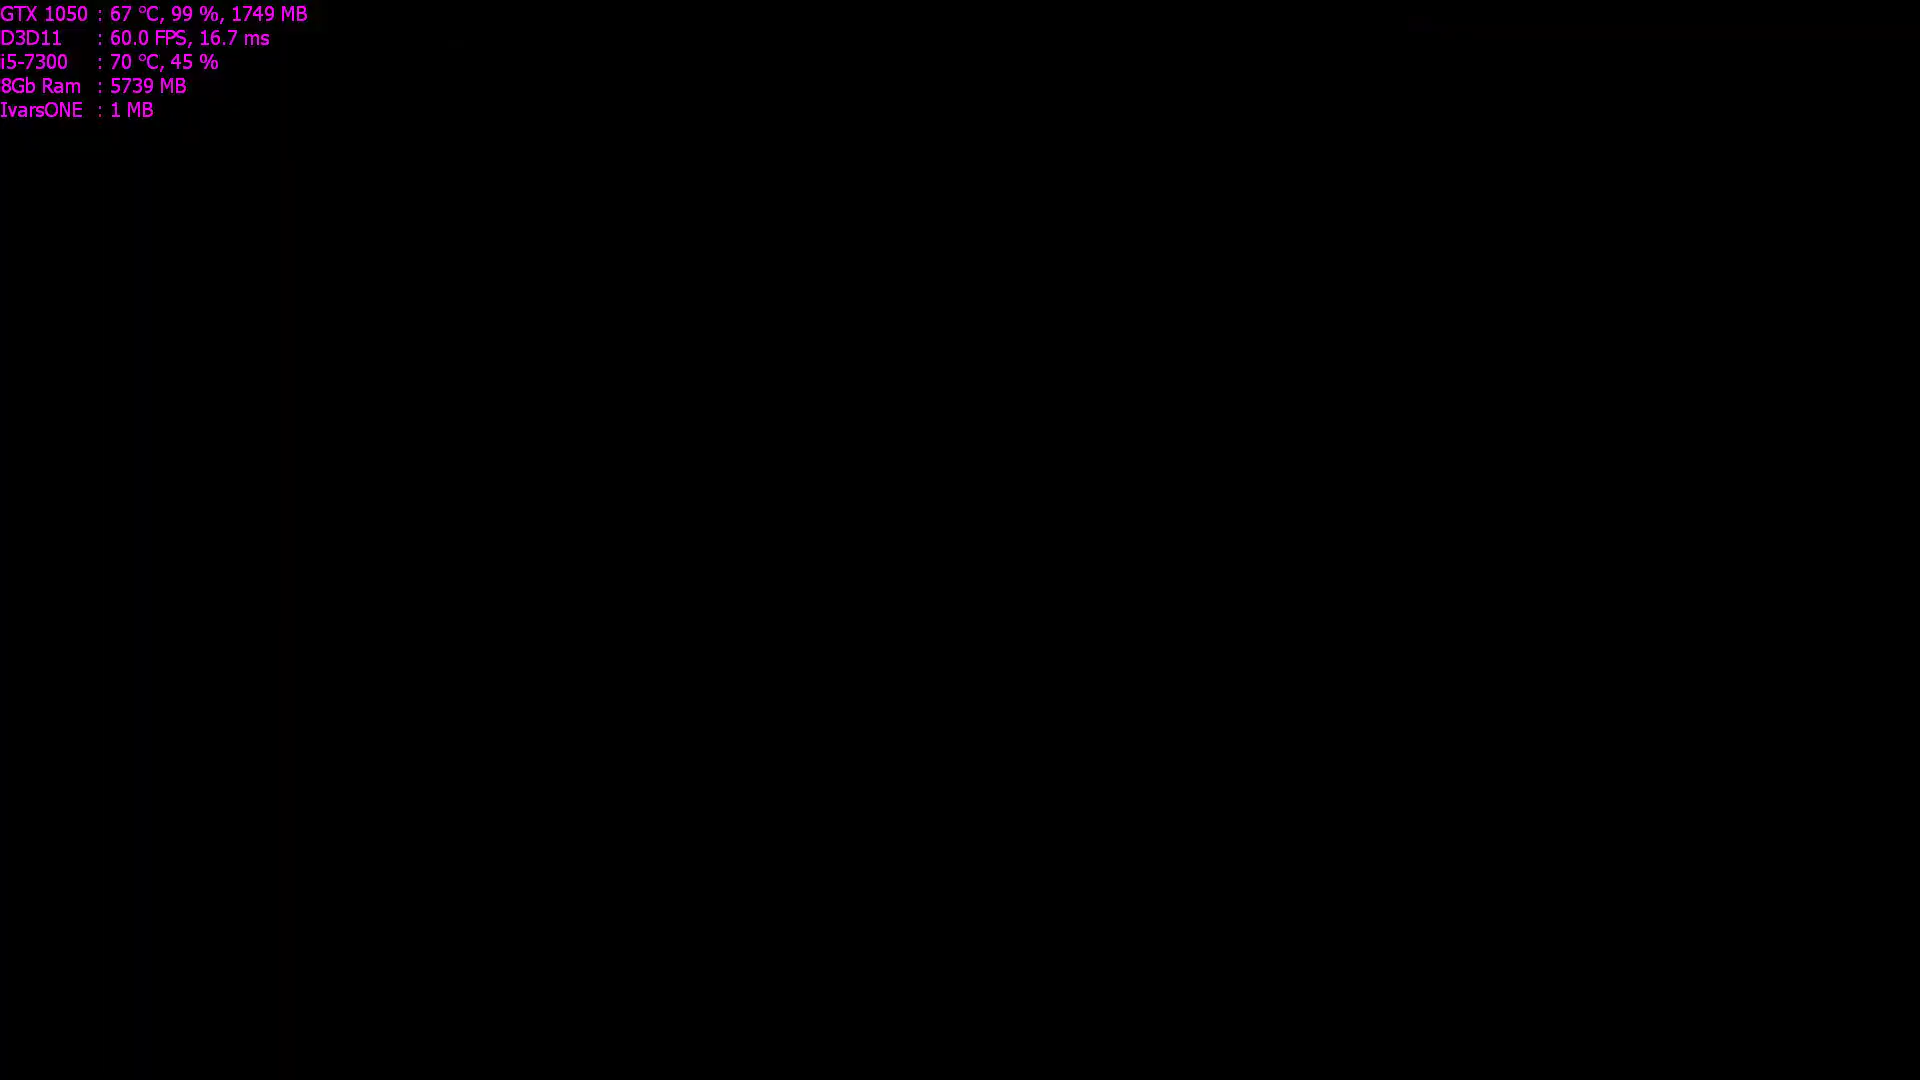 GTX 1050 : 67 °C, 99 %, 1749 MB
D3D11 : 60.0 FPS, 16.7 ms
i5-7300 : 70 °C, 45 %
8Gb Ram : 5739 MB
IvarsONE : 1 MB